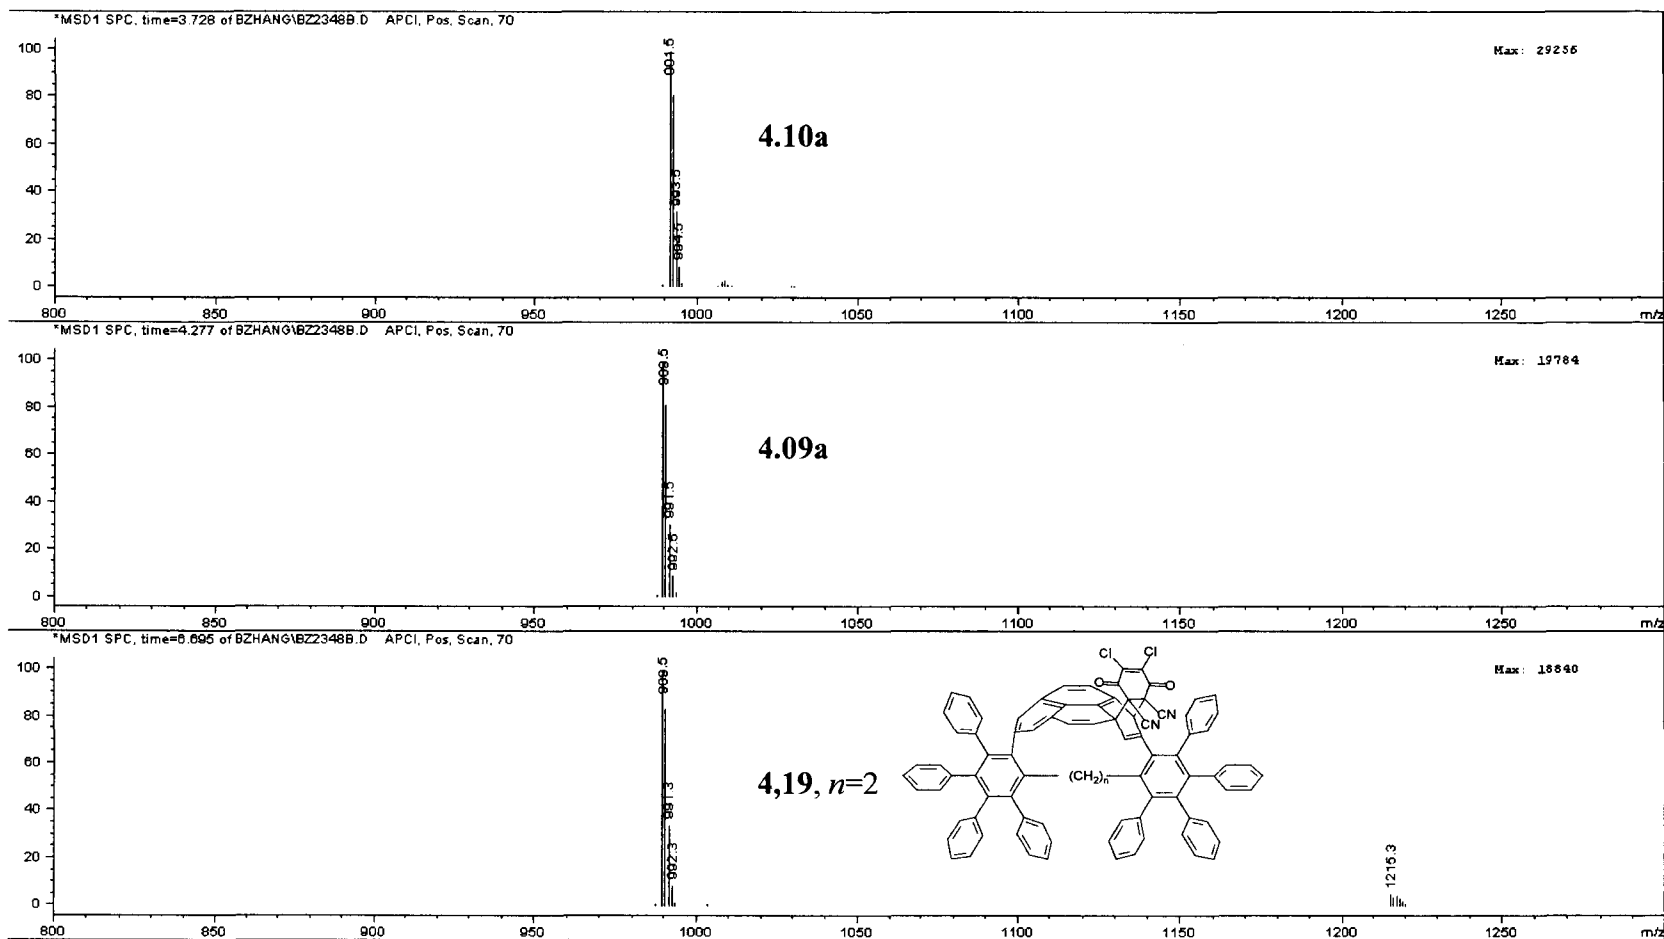 *MSD1 SPC, time=3.728 of BZHANG\BZ2348B.D APCI, Pos, Scan, 70
Max: 29256
100
80
60
40
20
0
991.5
993.5
994.5
4.10a
800 850 900 950 1000 1050 1100 1150 1200 1250 m/z
*MSD1 SPC, time=4.277 of BZHANG\BZ2348B.D APCI, Pos, Scan, 70
Max: 19784
100
80
60
40
20
0
989.5
991.5
992.5
4.09a
800 850 900 950 1000 1050 1100 1150 1200 1250 m/z
*MSD1 SPC, time=6.695 of BZHANG\BZ2348B.D APCI, Pos, Scan, 70
Max: 18840
100
80
60
40
20
0
989.5
991.3
992.3
4,19, n=2
Cl Cl
O O
CN CN
(CH2)n
1215.3
800 850 900 950 1000 1050 1100 1150 1200 1250 m/z